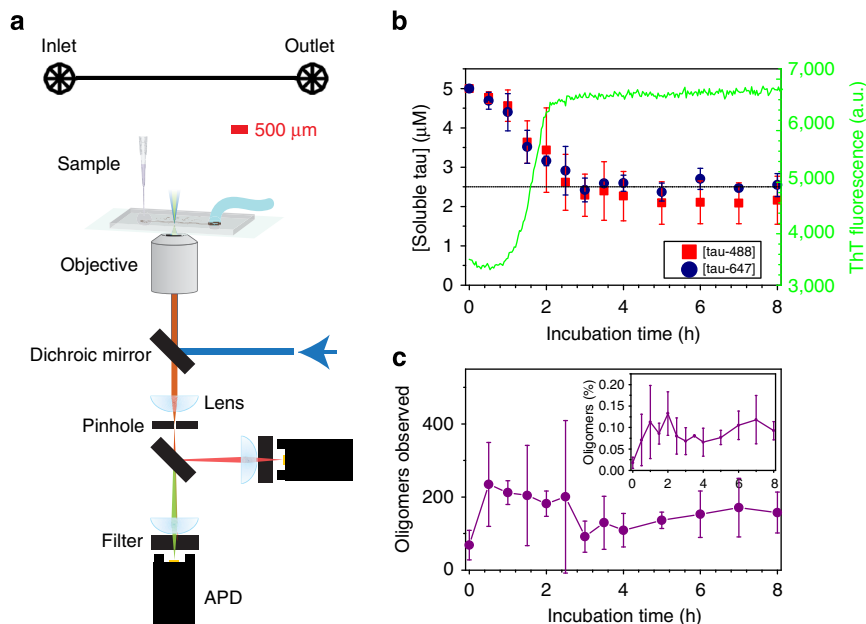 a
Inlet
Outlet
500 µm
Sample
Objective
Dichroic mirror
Lens
Pinhole
Filter
APD
b
[Soluble tau] (µM)
6
5
4
3
2
1
0
7,000
6,000
5,000
4,000
3,000
ThT fluorescence (a.u.)
[tau-488]
[tau-647]
0 2 4 6 8
Incubation time (h)
c
Oligomers observed
400
200
0
Oligomers (%)
0.20
0.15
0.10
0.05
0.00
0 2 4 6 8
0 2 4 6 8
Incubation time (h)